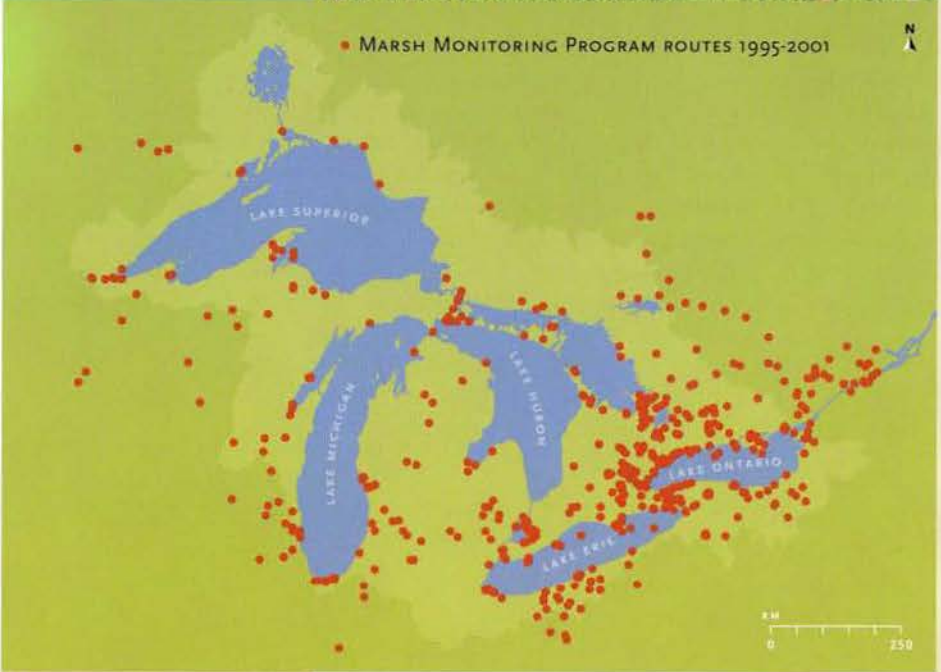 • Marsh Monitoring Program routes 1995-2001
N
LAKE SUPERIOR
LAKE HURON
LAKE MICHIGAN
LAKE ONTARIO
LAKE ERIE
KM
0 250